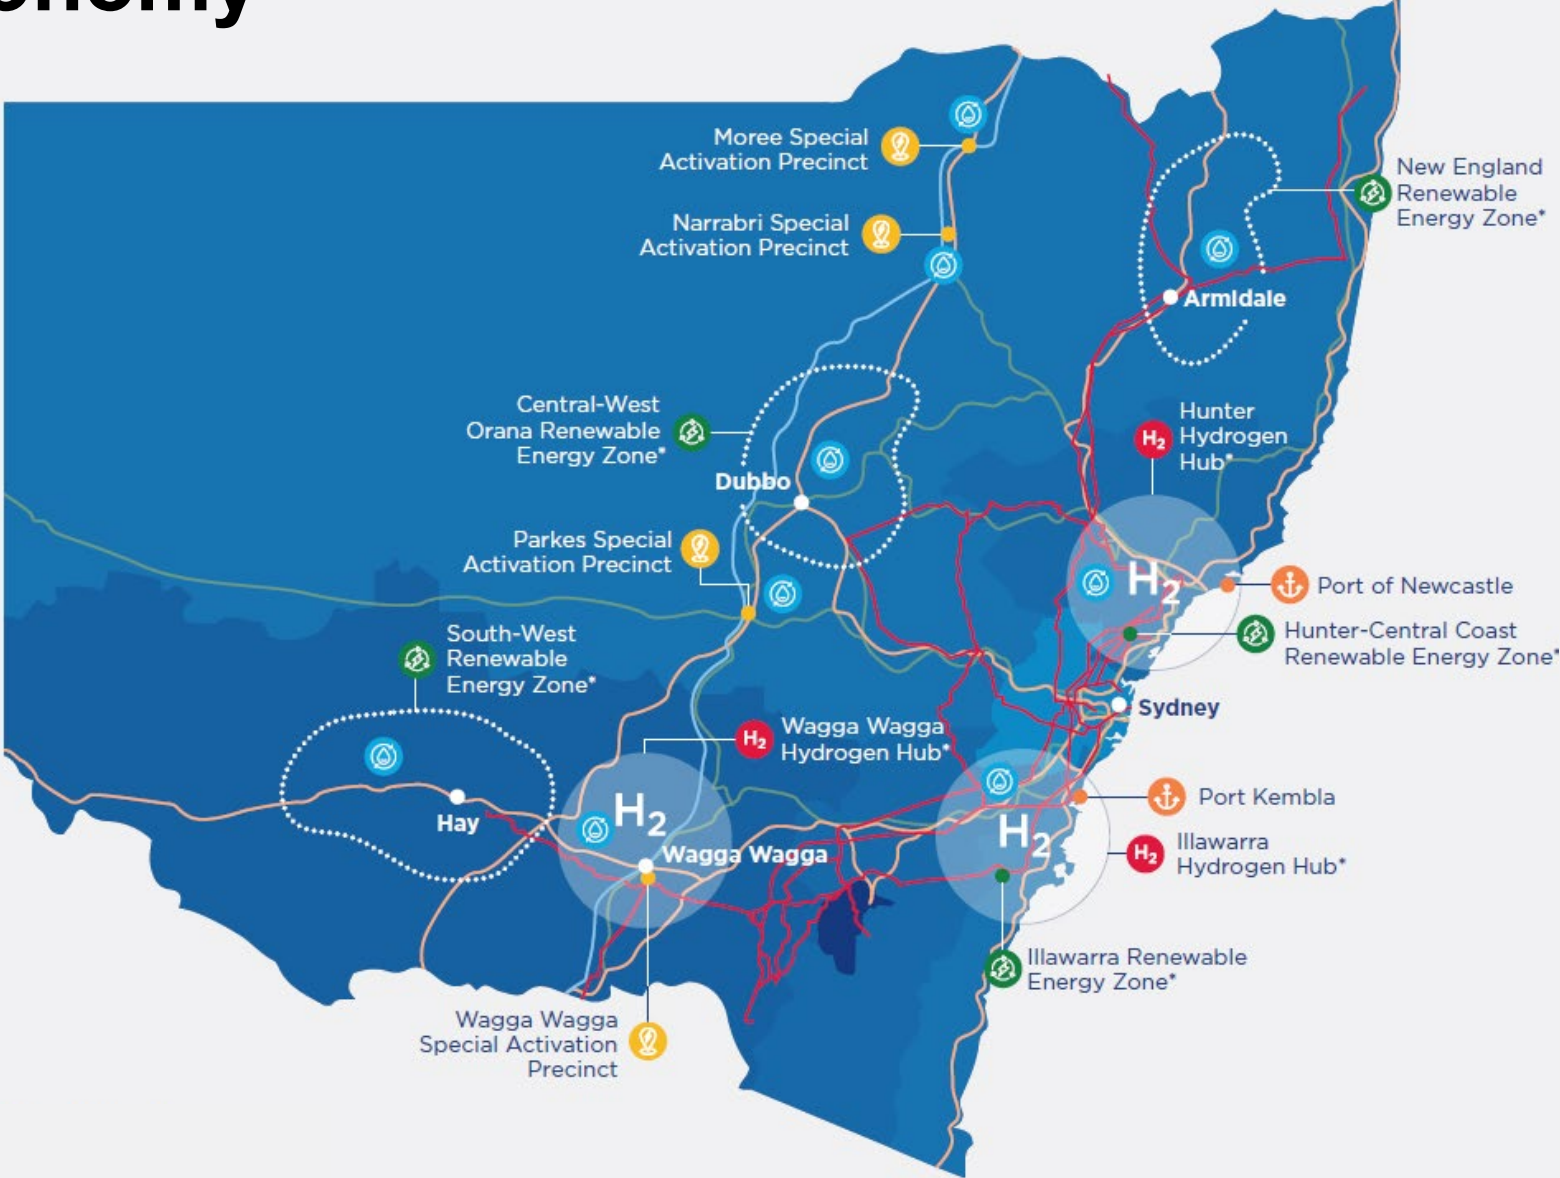 Moree Special
Activation Precinct
Narrabri Special
Activation Precinct
New England
Renewable
Energy Zone*
Armidale
Central-West
Orana Renewable
Energy Zone*
Hunter
Hydrogen
Hub*
H2
Dubbo
Parkes Special
Activation Precinct
H2
Port of Newcastle
Hunter-Central Coast
Renewable Energy Zone*
South-West
Renewable
Energy Zone*
Sydney
Wagga Wagga
Hydrogen Hub*
H2
Port Kembla
Hay
H2
H2
Illawarra
Hydrogen Hub*
H2
Wagga Wagga
Illawarra Renewable
Energy Zone*
Wagga Wagga
Special Activation
Precinct